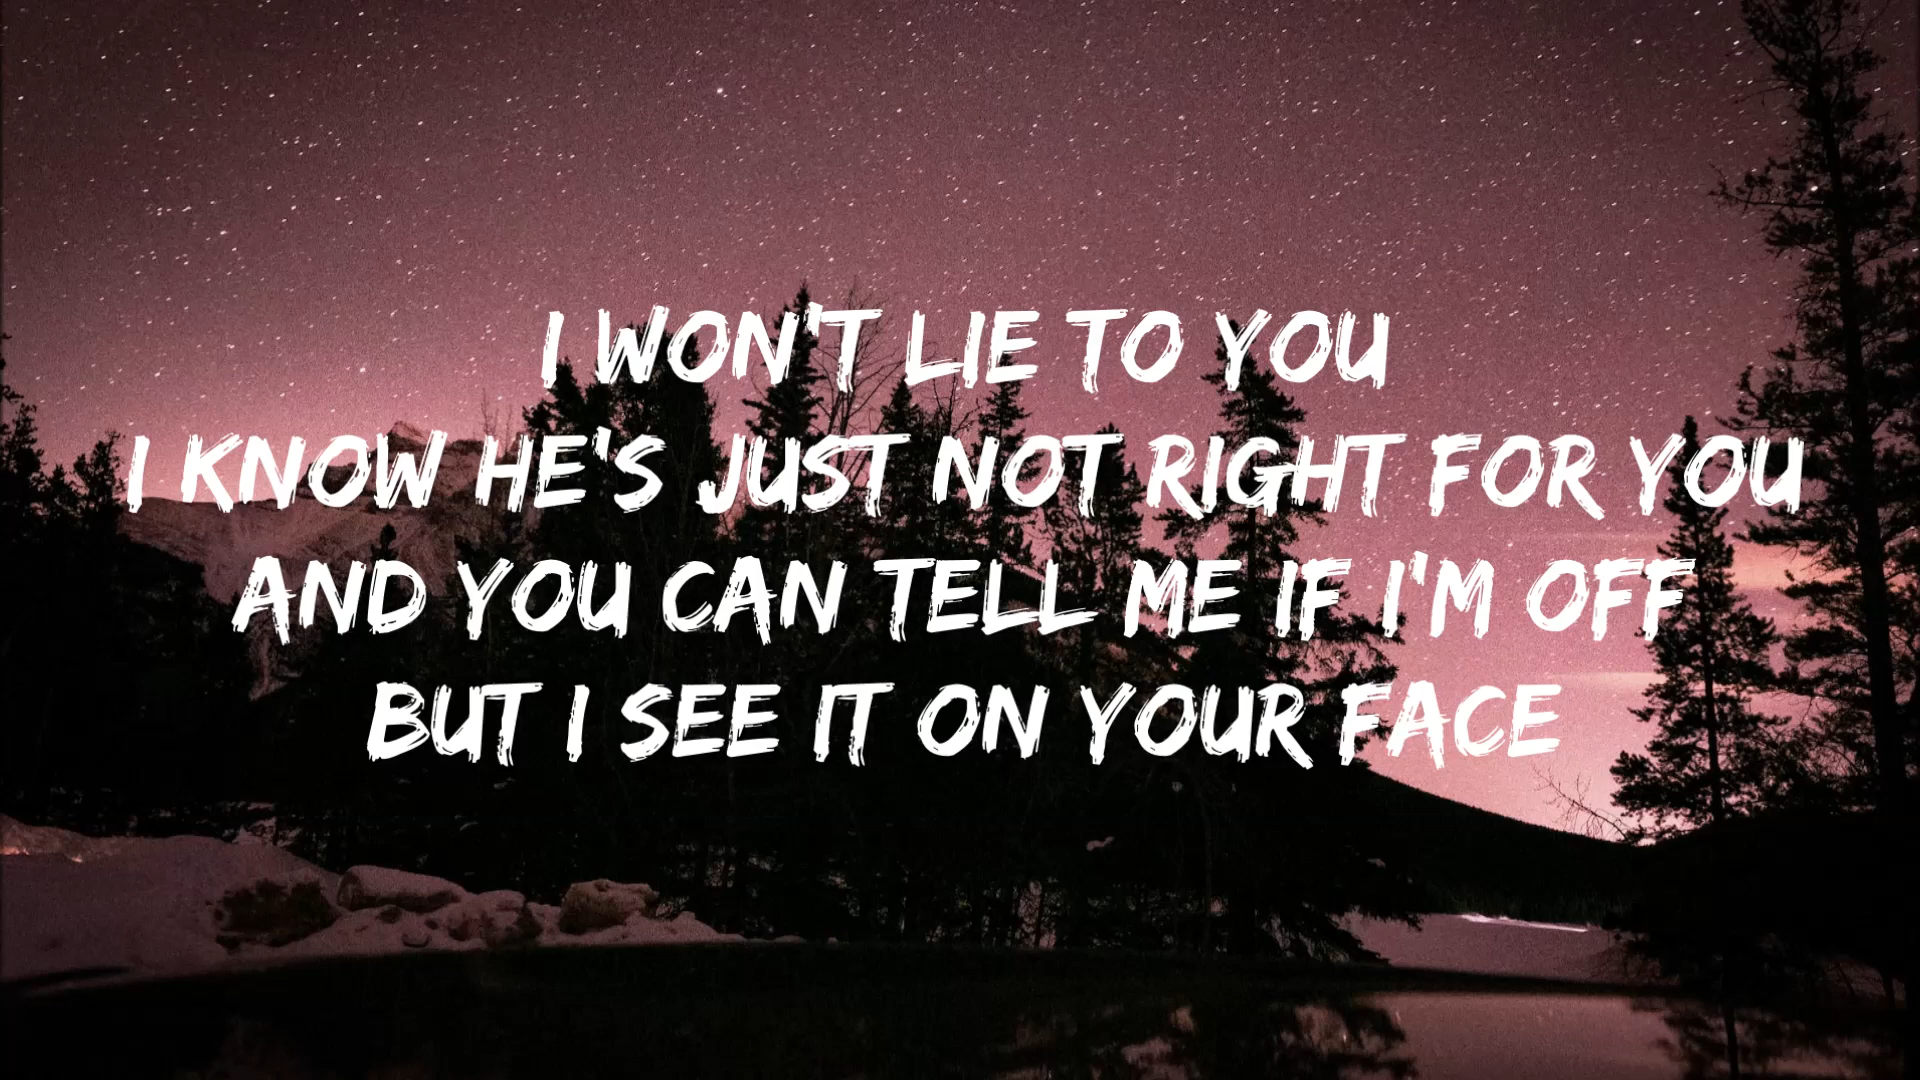 I WON'T LIE TO YOU
I KNOW HE'S JUST NOT RIGHT FOR YOU
AND YOU CAN TELL ME IF I'M OFF
BUT I SEE IT ON YOUR FACE